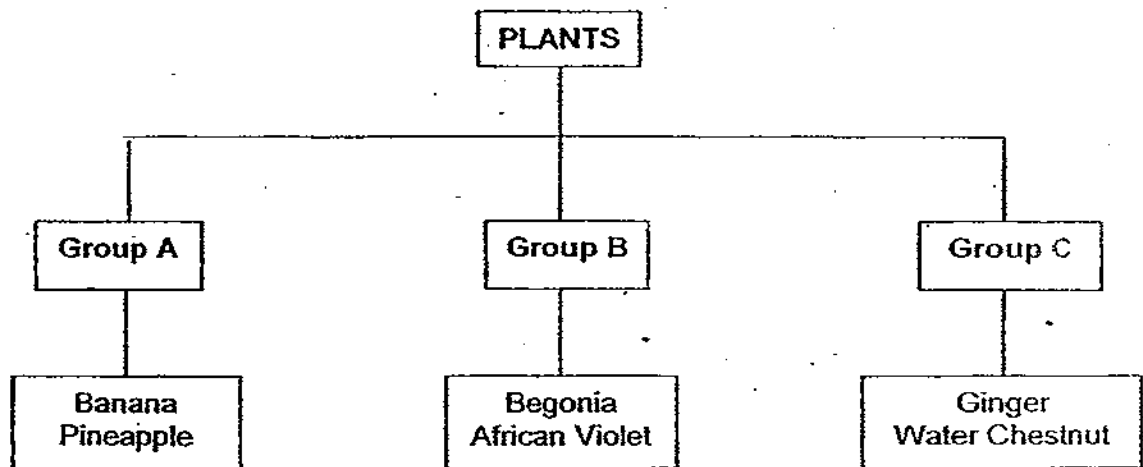 PLANTS
Group A
Group B
Group C
Banana
Pineapple
Begonia
African Violet
Ginger
Water Chestnut